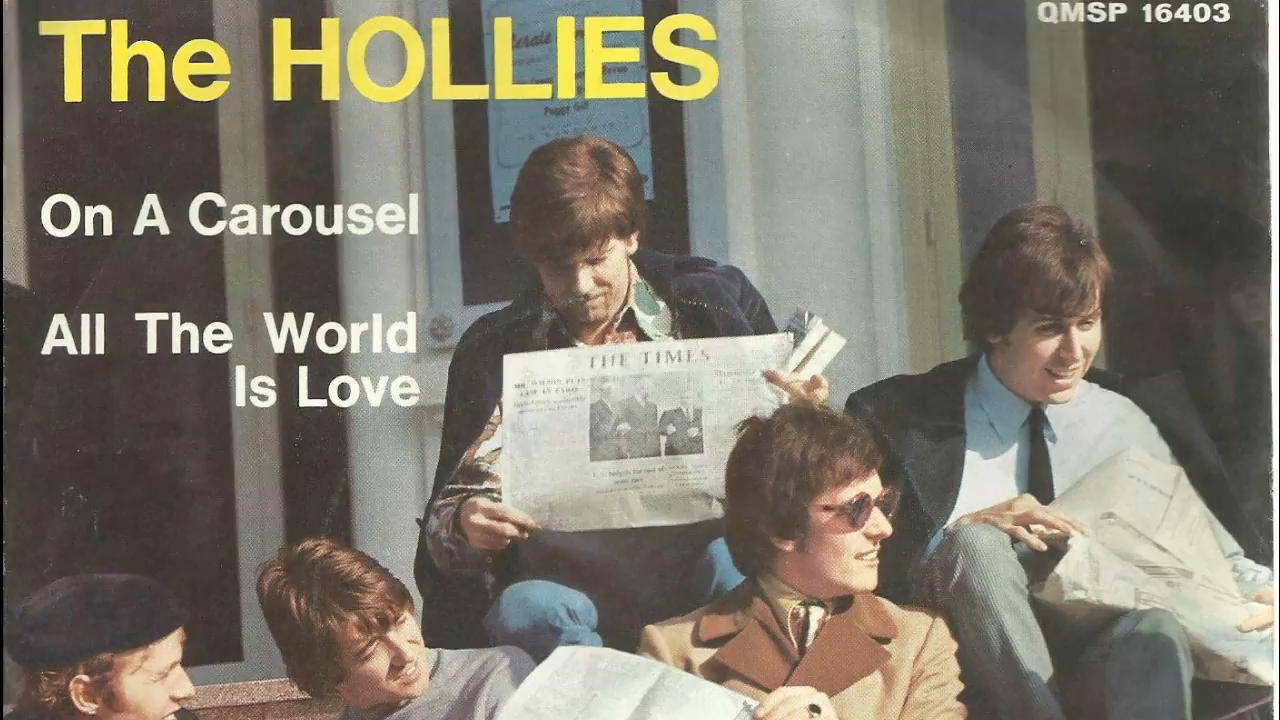 The HOLLIES
QMSP 16403
On A Carousel
All The World
Is Love
THE TIMES